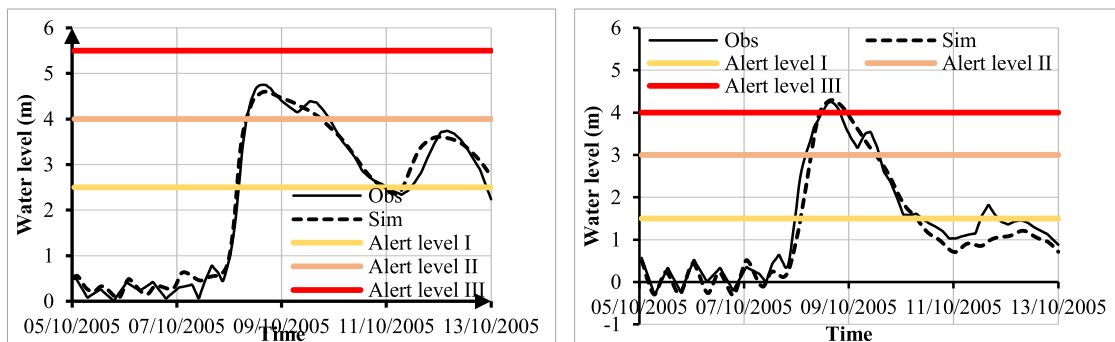 6
5
4
3
2
1
0
Water level (m)
Obs
Sim
Alert level I
Alert level II
Alert level III
05/10/2005 07/10/2005 09/10/2005 11/10/2005 13/10/2005
Time
6
5
4
3
2
1
0
-1
Water level (m)
Obs Sim
Alert level I Alert level II
Alert level III
05/10/2005 07/10/2005 09/10/2005 11/10/2005 13/10/2005
Time